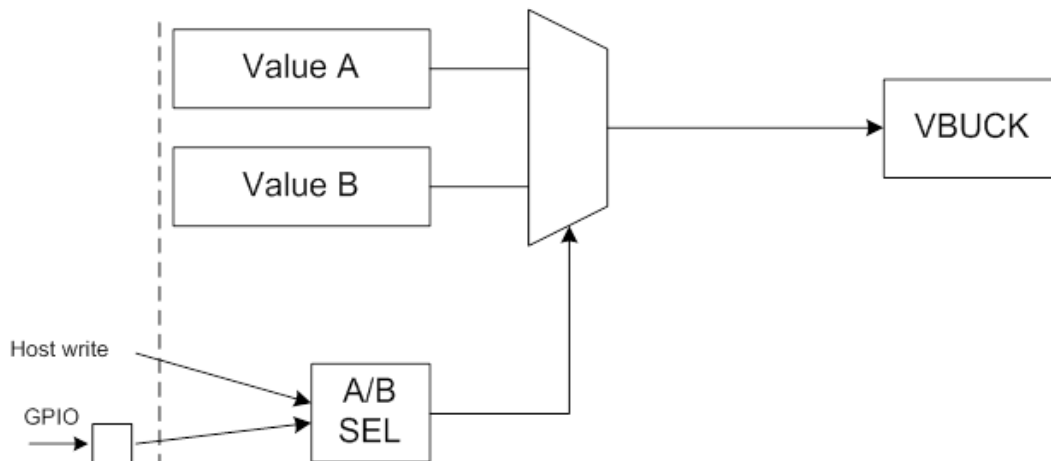 Value A
VBUCK
Value B
Host write
A/B
SEL
GPIO